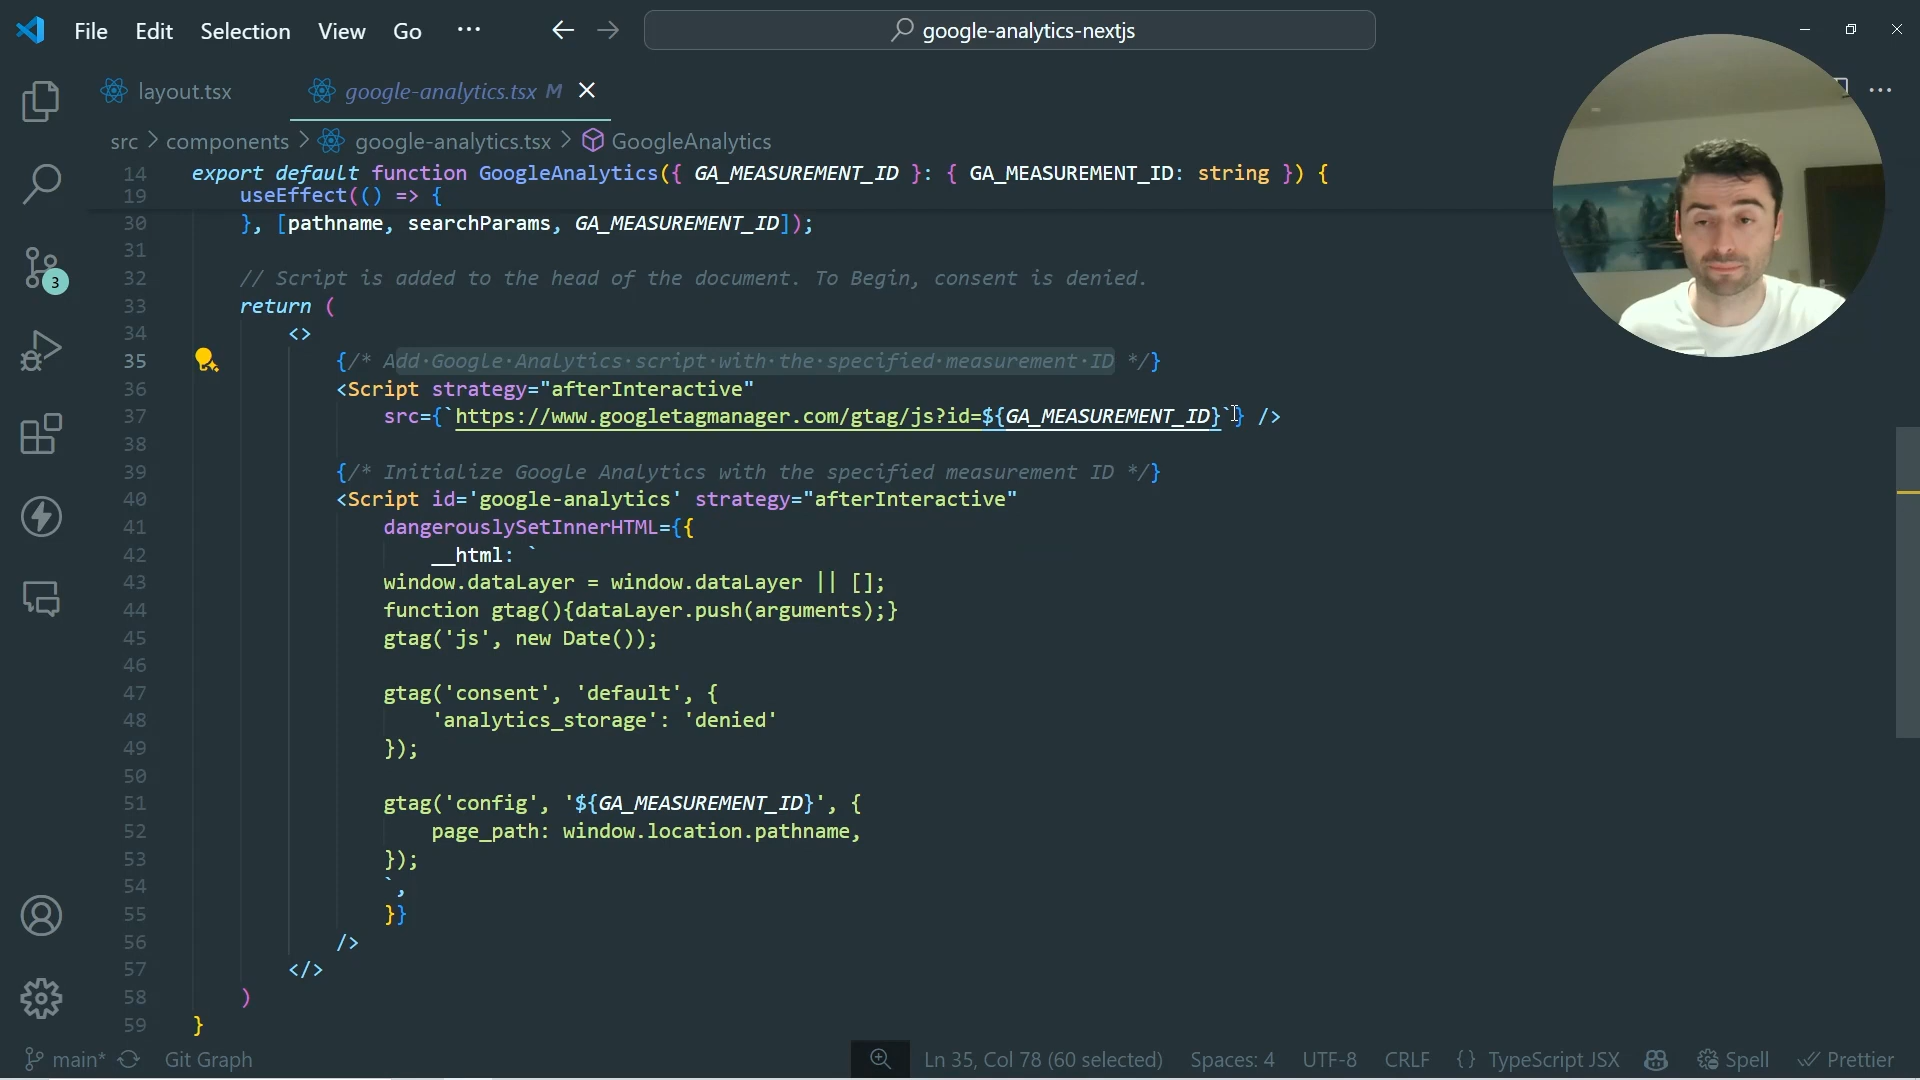 File Edit Selection View Go ··· google-analytics-nextjs
layout.tsx google-analytics.tsx M
src > components > google-analytics.tsx > GoogleAnalytics
14 export default function GoogleAnalytics({ GA_MEASUREMENT_ID }: { GA_MEASUREMENT_ID: string }) {
19 useEffect(() => {
30 }, [pathname, searchParams, GA_MEASUREMENT_ID]);
31
32 // Script is added to the head of the document. To Begin, consent is denied.
33 return (
34 <>
35 {/* Add·Google·Analytics·script·with·the·specified·measurement·ID */}
36 <Script strategy="afterInteractive"
37 src={`https://www.googletagmanager.com/gtag/js?id=${GA_MEASUREMENT_ID}`} />
38
39 {/* Initialize Google Analytics with the specified measurement ID */}
40 <Script id='google-analytics' strategy="afterInteractive"
41 dangerouslySetInnerHTML={{
42 __html: `
43 window.dataLayer = window.dataLayer || [];
44 function gtag(){dataLayer.push(arguments);}
45 gtag('js', new Date());
46
47 gtag('consent', 'default', {
48 'analytics_storage': 'denied'
49 });
50
51 gtag('config', '${GA_MEASUREMENT_ID}', {
52 page_path: window.location.pathname,
53 });
54 `,
55 }}
56 />
57 </>
58 )
59 }
3
main* Git Graph Ln 35, Col 78 (60 selected) Spaces: 4 UTF-8 CRLF {} TypeScript JSX Spell Prettier